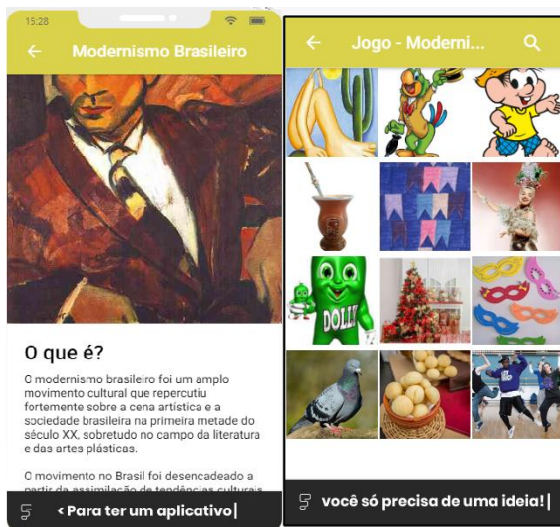 15:28
Modernismo Brasileiro
O que é?
O modernismo brasileiro foi um amplo
movimento cultural que repercutiu
fortemente sobre a cena artística e a
sociedade brasileira na primeira metade do
século XX, sobretudo no campo da literatura
e das artes plásticas.
O movimento no Brasil foi desencadeado a
partir da assimilação de tendências culturais
< Para ter um aplicativo|
Jogo - Moderni...
DOLLY
você só precisa de uma ideia!|